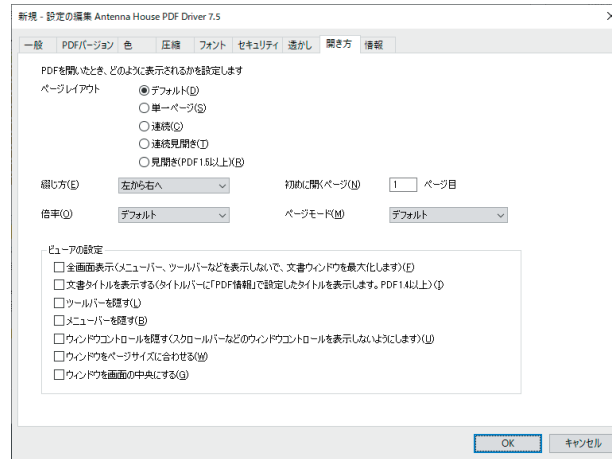 新規 - 設定の編集 Antenna House PDF Driver 7.5
一般 PDFバージョン 色 圧縮 フォント セキュリティ 透かし 開き方 情報
PDFを開いたとき、どのように表示されるかを設定します
ページレイアウト デフォルト(D)
単一ページ(S)
連続(C)
連続見開き(T)
見開き(PDF1.5以上)(R)
綴じ方(E) 左から右へ 初めに開くページ(N) 1 ページ目
倍率(O) デフォルト ページモード(M) デフォルト
ビューアの設定
全画面表示(メニューバー、ツールバーなどを表示しないで、文書ウィンドウを最大化します)(F)
文書タイトルを表示する(タイトルバーに「PDF情報」で設定したタイトルを表示します。PDF1.4以上)(I)
ツールバーを隠す(L)
メニューバーを隠す(B)
ウィンドウコントロールを隠す(スクロールバーなどのウィンドウコントロールを表示しないようにします)(U)
ウィンドウをページサイズに合わせる(W)
ウィンドウを画面の中央にする(G)
OK キャンセル